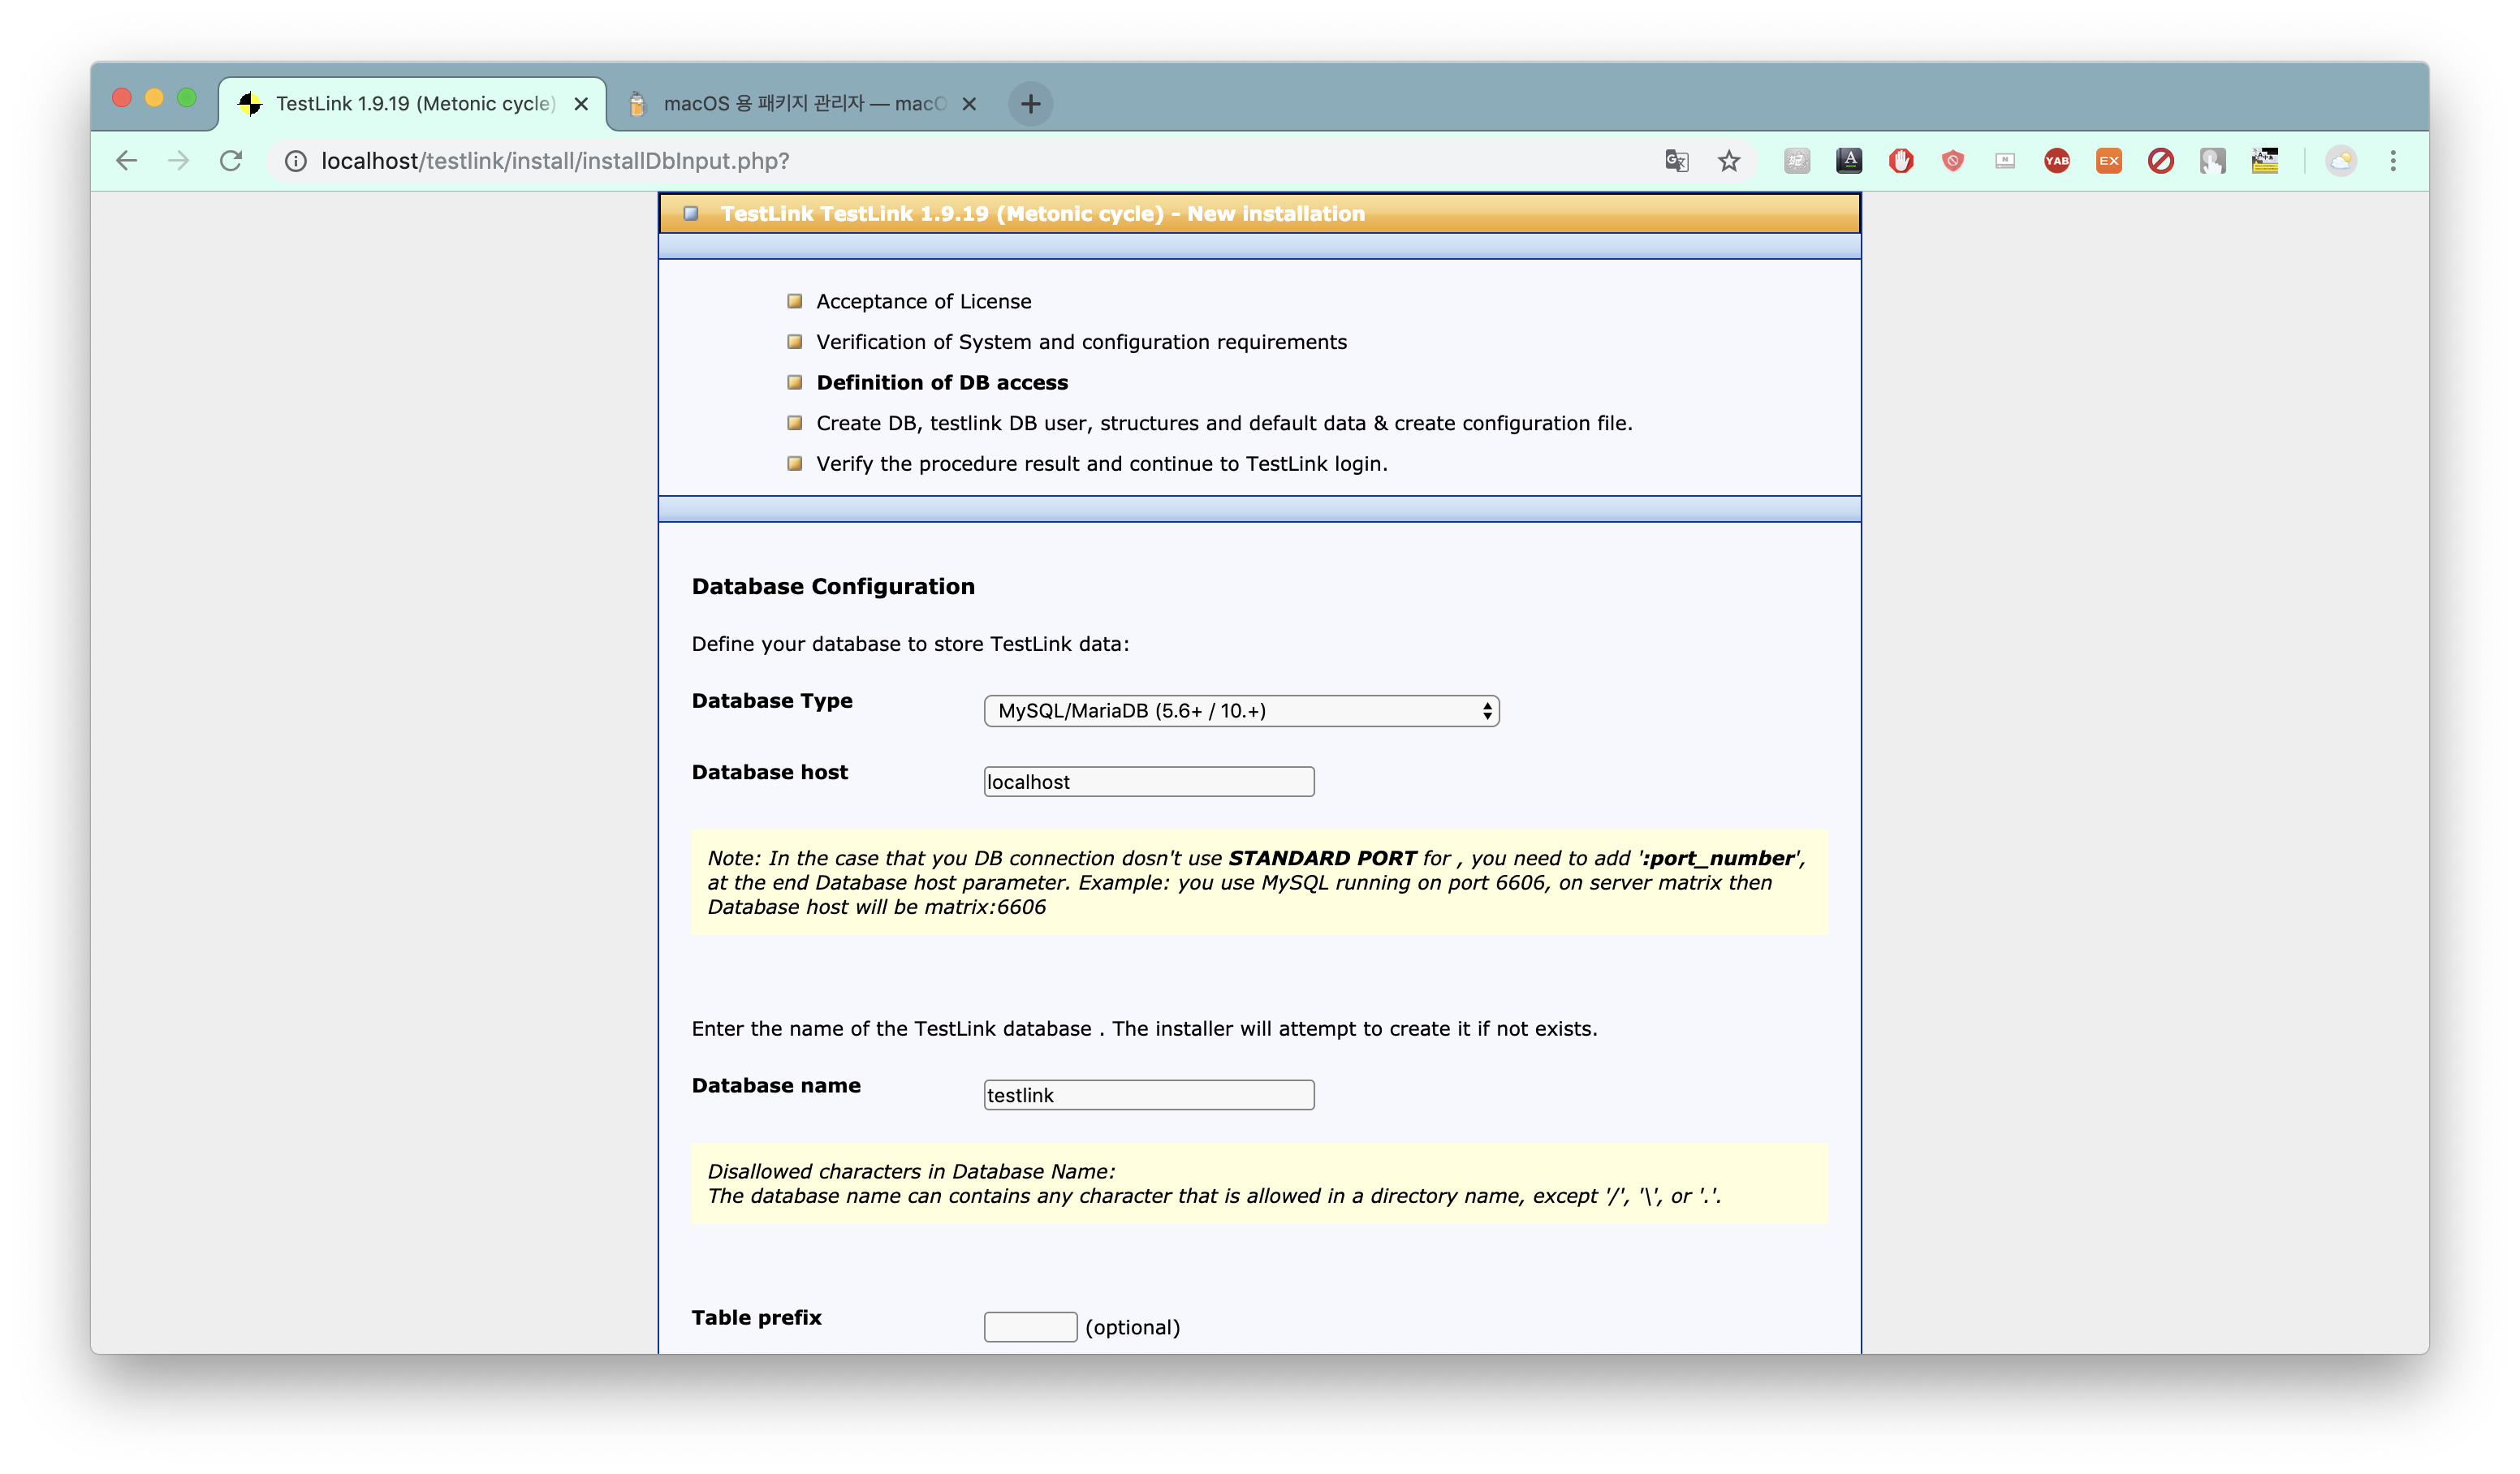 TestLink 1.9.19 (Metonic cycle)
macOS 용 패키지 관리자 — macO
localhost/testlink/install/installDbInput.php?
A
YAB
EX
TestLink TestLink 1.9.19 (Metonic cycle) - New installation
Acceptance of License
Verification of System and configuration requirements
Definition of DB access
Create DB, testlink DB user, structures and default data & create configuration file.
Verify the procedure result and continue to TestLink login.
Database Configuration
Define your database to store TestLink data:
Database Type
MySQL/MariaDB (5.6+ / 10.+)
Database host
localhost
Note: In the case that you DB connection dosn't use STANDARD PORT for , you need to add ':port_number',
at the end Database host parameter. Example: you use MySQL running on port 6606, on server matrix then
Database host will be matrix:6606
Enter the name of the TestLink database . The installer will attempt to create it if not exists.
Database name
testlink
Disallowed characters in Database Name:
The database name can contains any character that is allowed in a directory name, except '/', '\', or '.'.
Table prefix
(optional)